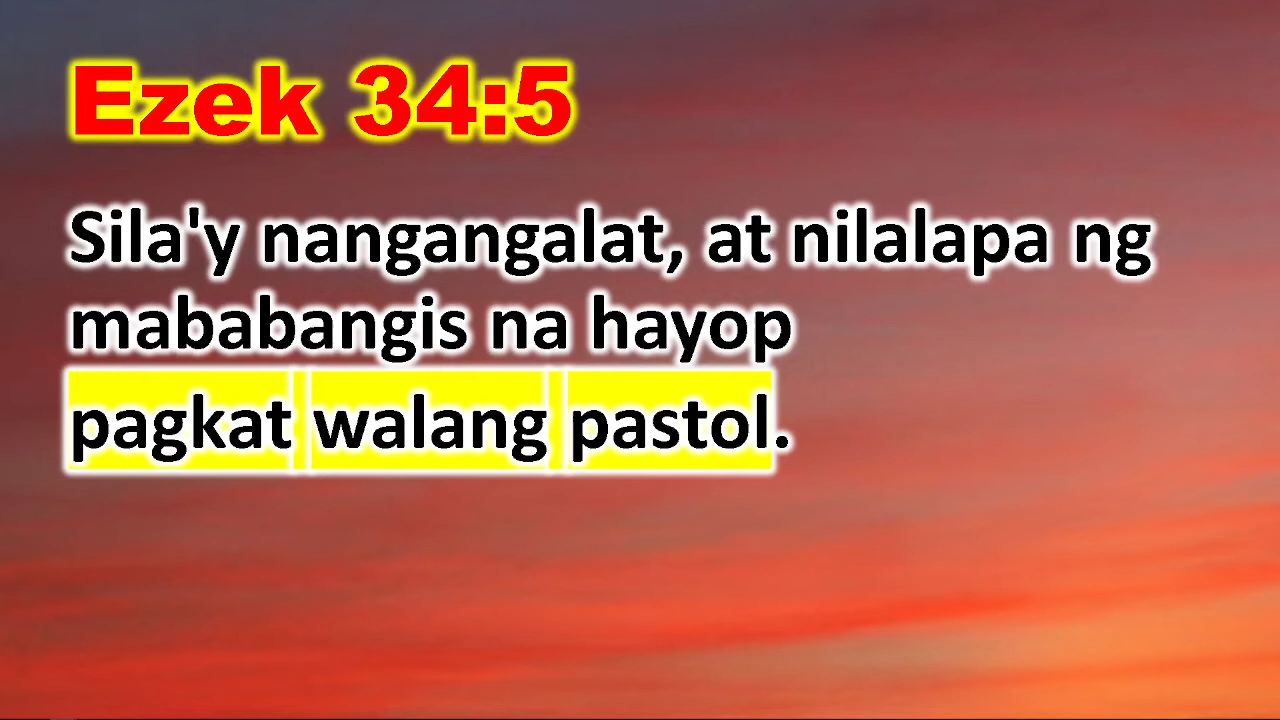 Ezek 34:5
Sila'y nangangalat, at nilalapa ng
mababangis na hayop
pagkat walang pastol.